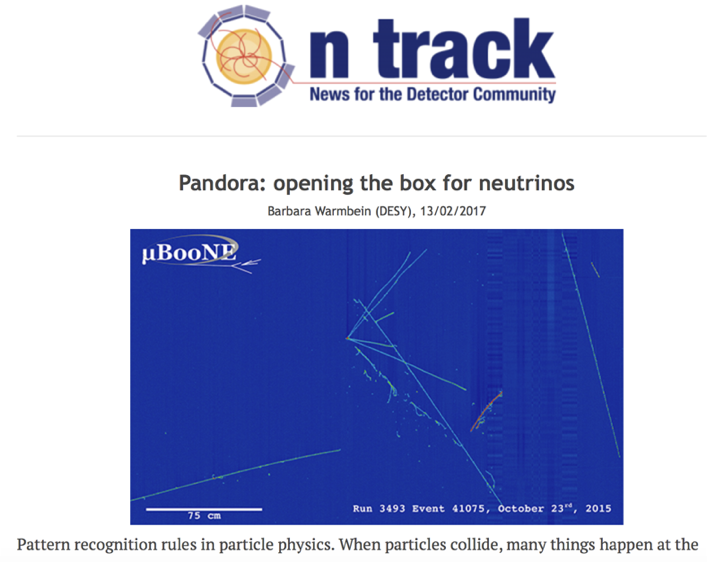 n track
News for the Detector Community
Pandora: opening the box for neutrinos
Barbara Warmbein (DESY), 13/02/2017
µBooNE
75 cm
Run 3493 Event 41075, October 23rd, 2015
Pattern recognition rules in particle physics. When particles collide, many things happen at the